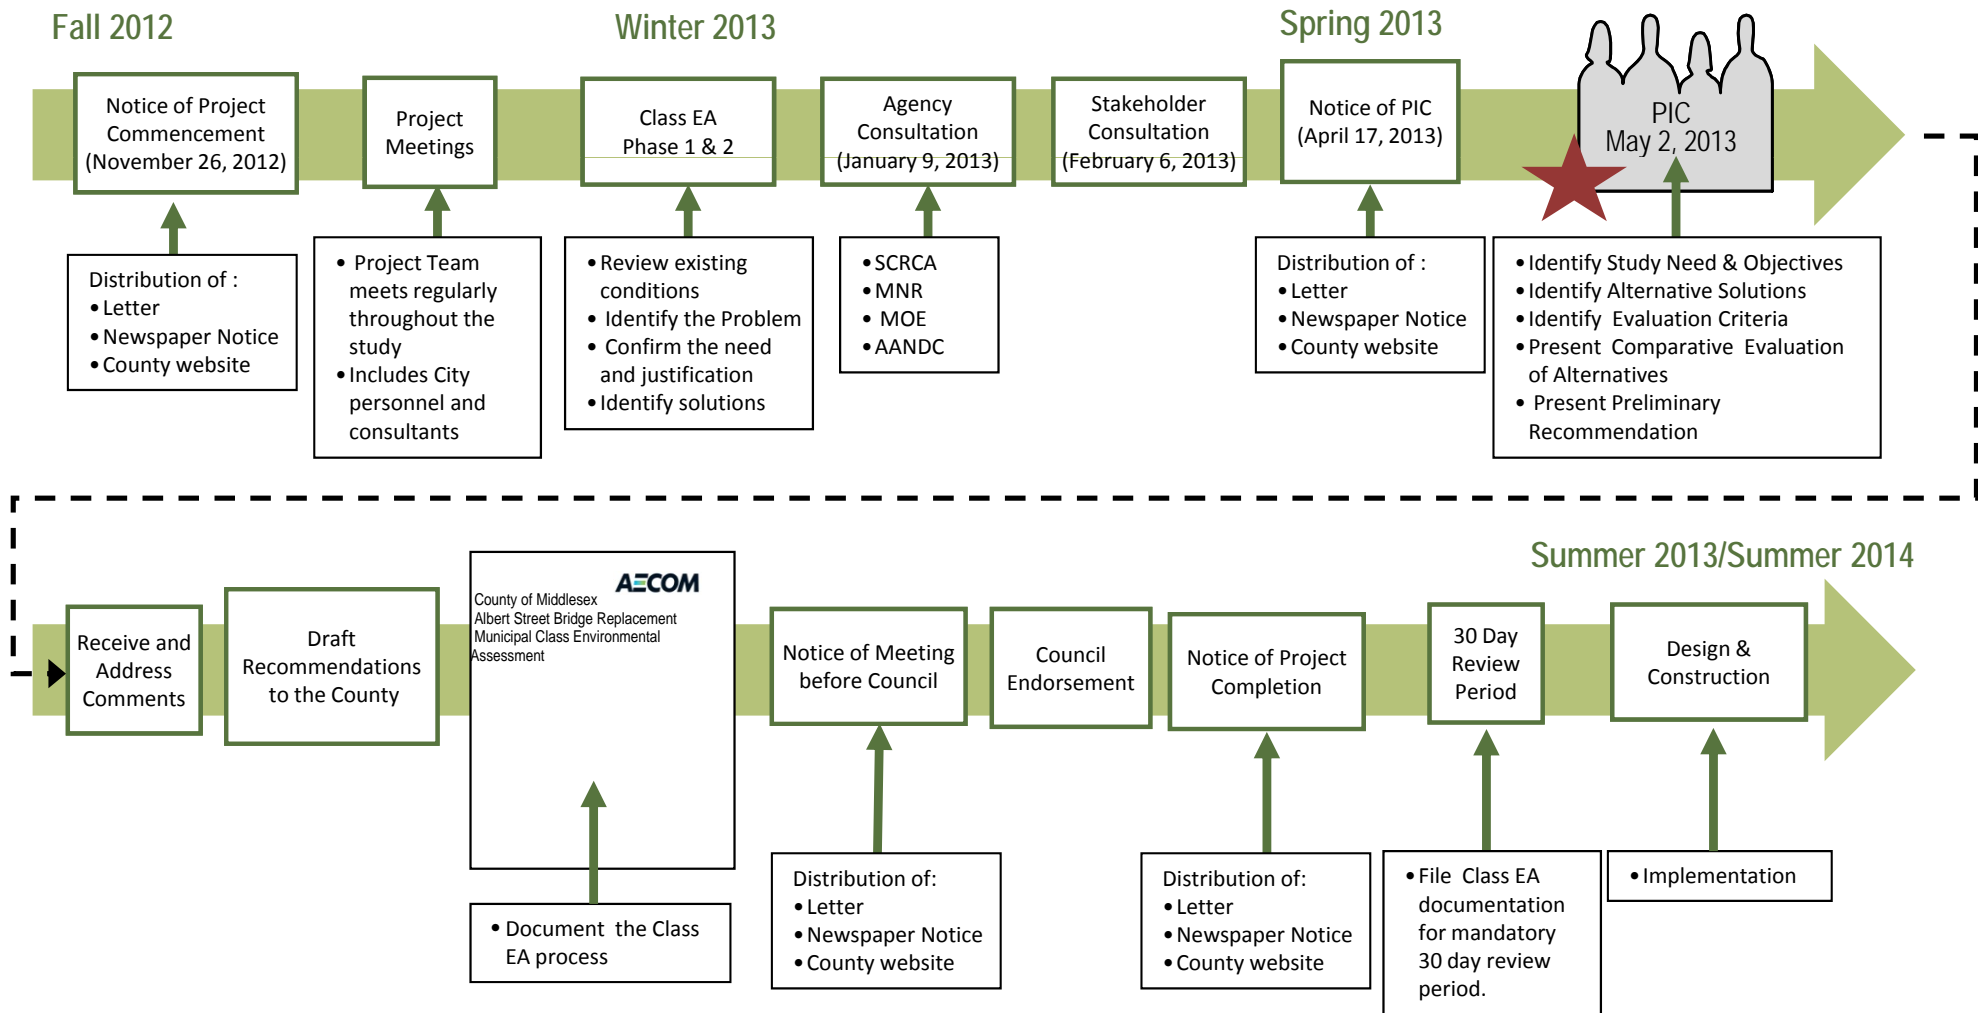 Fall 2012
Winter 2013
Spring 2013
Notice of Project
Commencement
(November 26, 2012)
Project
Meetings
Class EA
Phase 1 & 2
Agency
Consultation
(January 9, 2013)
Stakeholder
Consultation
(February 6, 2013)
Notice of PIC
(April 17, 2013)
PIC
May 2, 2013
Distribution of :
•Letter
•Newspaper Notice
•County website
• Project Team
meets regularly
throughout the
study
•Includes City
personnel and
consultants
•Review existing
conditions
• Identify the Problem
• Confirm the need
and justification
•Identify solutions
•SCRCA
•MNR
• MOE
•AANDC
Distribution of :
•Letter
•Newspaper Notice
•County website
•Identify Study Need & Objectives
•Identify Alternative Solutions
•Identify Evaluation Criteria
•Present Comparative Evaluation
of Alternatives
• Present Preliminary
Recommendation
Summer 2013/Summer 2014
Receive and
Address
Comments
Draft
Recommendations
to the County
AECOM
County of Middlesex
Albert Street Bridge Replacement
Municipal Class Environmental
Assessment
Notice of Meeting
before Council
Council
Endorsement
Notice of Project
Completion
30 Day
Review
Period
Design &
Construction
• Document the Class
EA process
Distribution of:
•Letter
•Newspaper Notice
•County website
Distribution of:
•Letter
•Newspaper Notice
•County website
•File Class EA
documentation
for mandatory
30 day review
period.
•Implementation